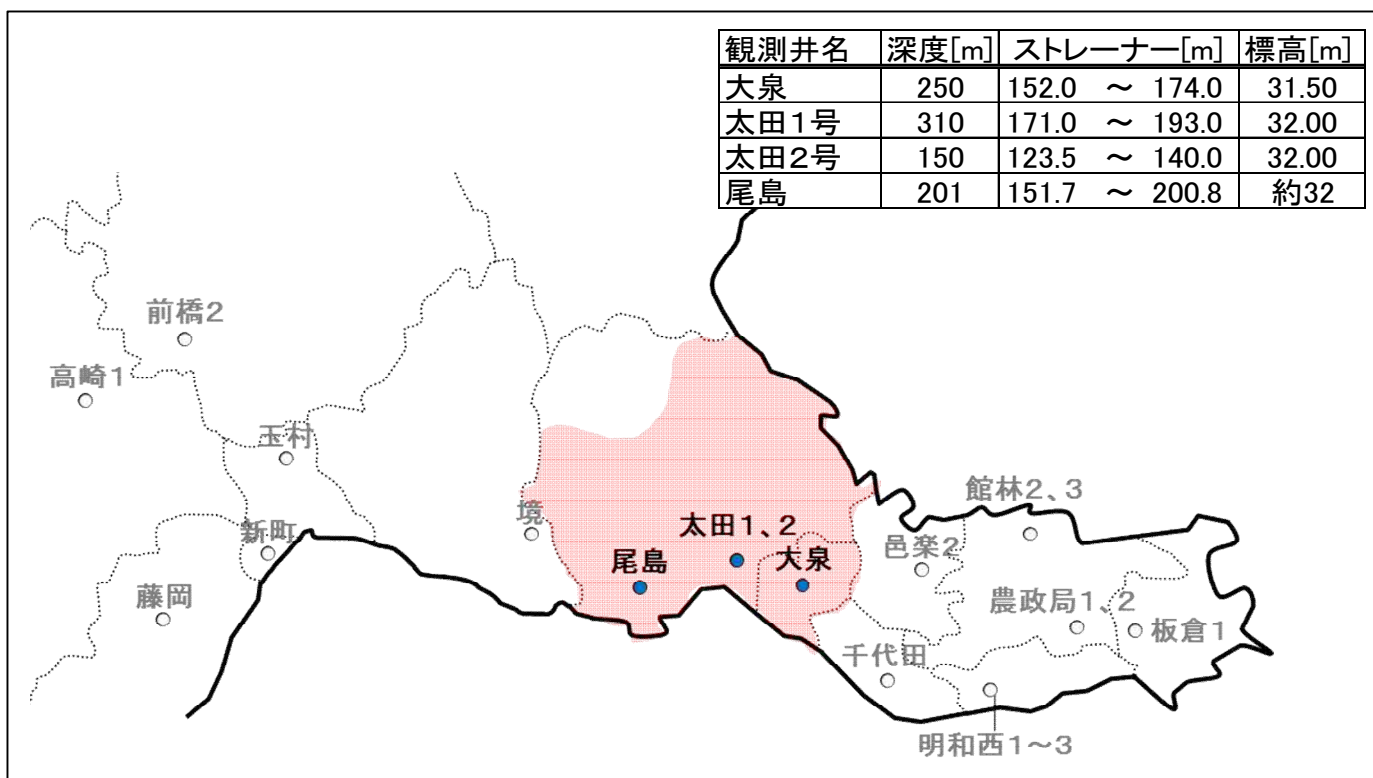 観測井名 深度[m] ストレーナー[m] 標高[m]
大泉 250 152.0 ～ 174.0 31.50
太田1号 310 171.0 ～ 193.0 32.00
太田2号 150 123.5 ～ 140.0 32.00
尾島 201 151.7 ～ 200.8 約32
前橋2
高崎1
玉村
館林2、3
境
太田1、2
新町
邑楽2
尾島
大泉
藤岡
農政局1、2
板倉1
千代田
明和西1～3